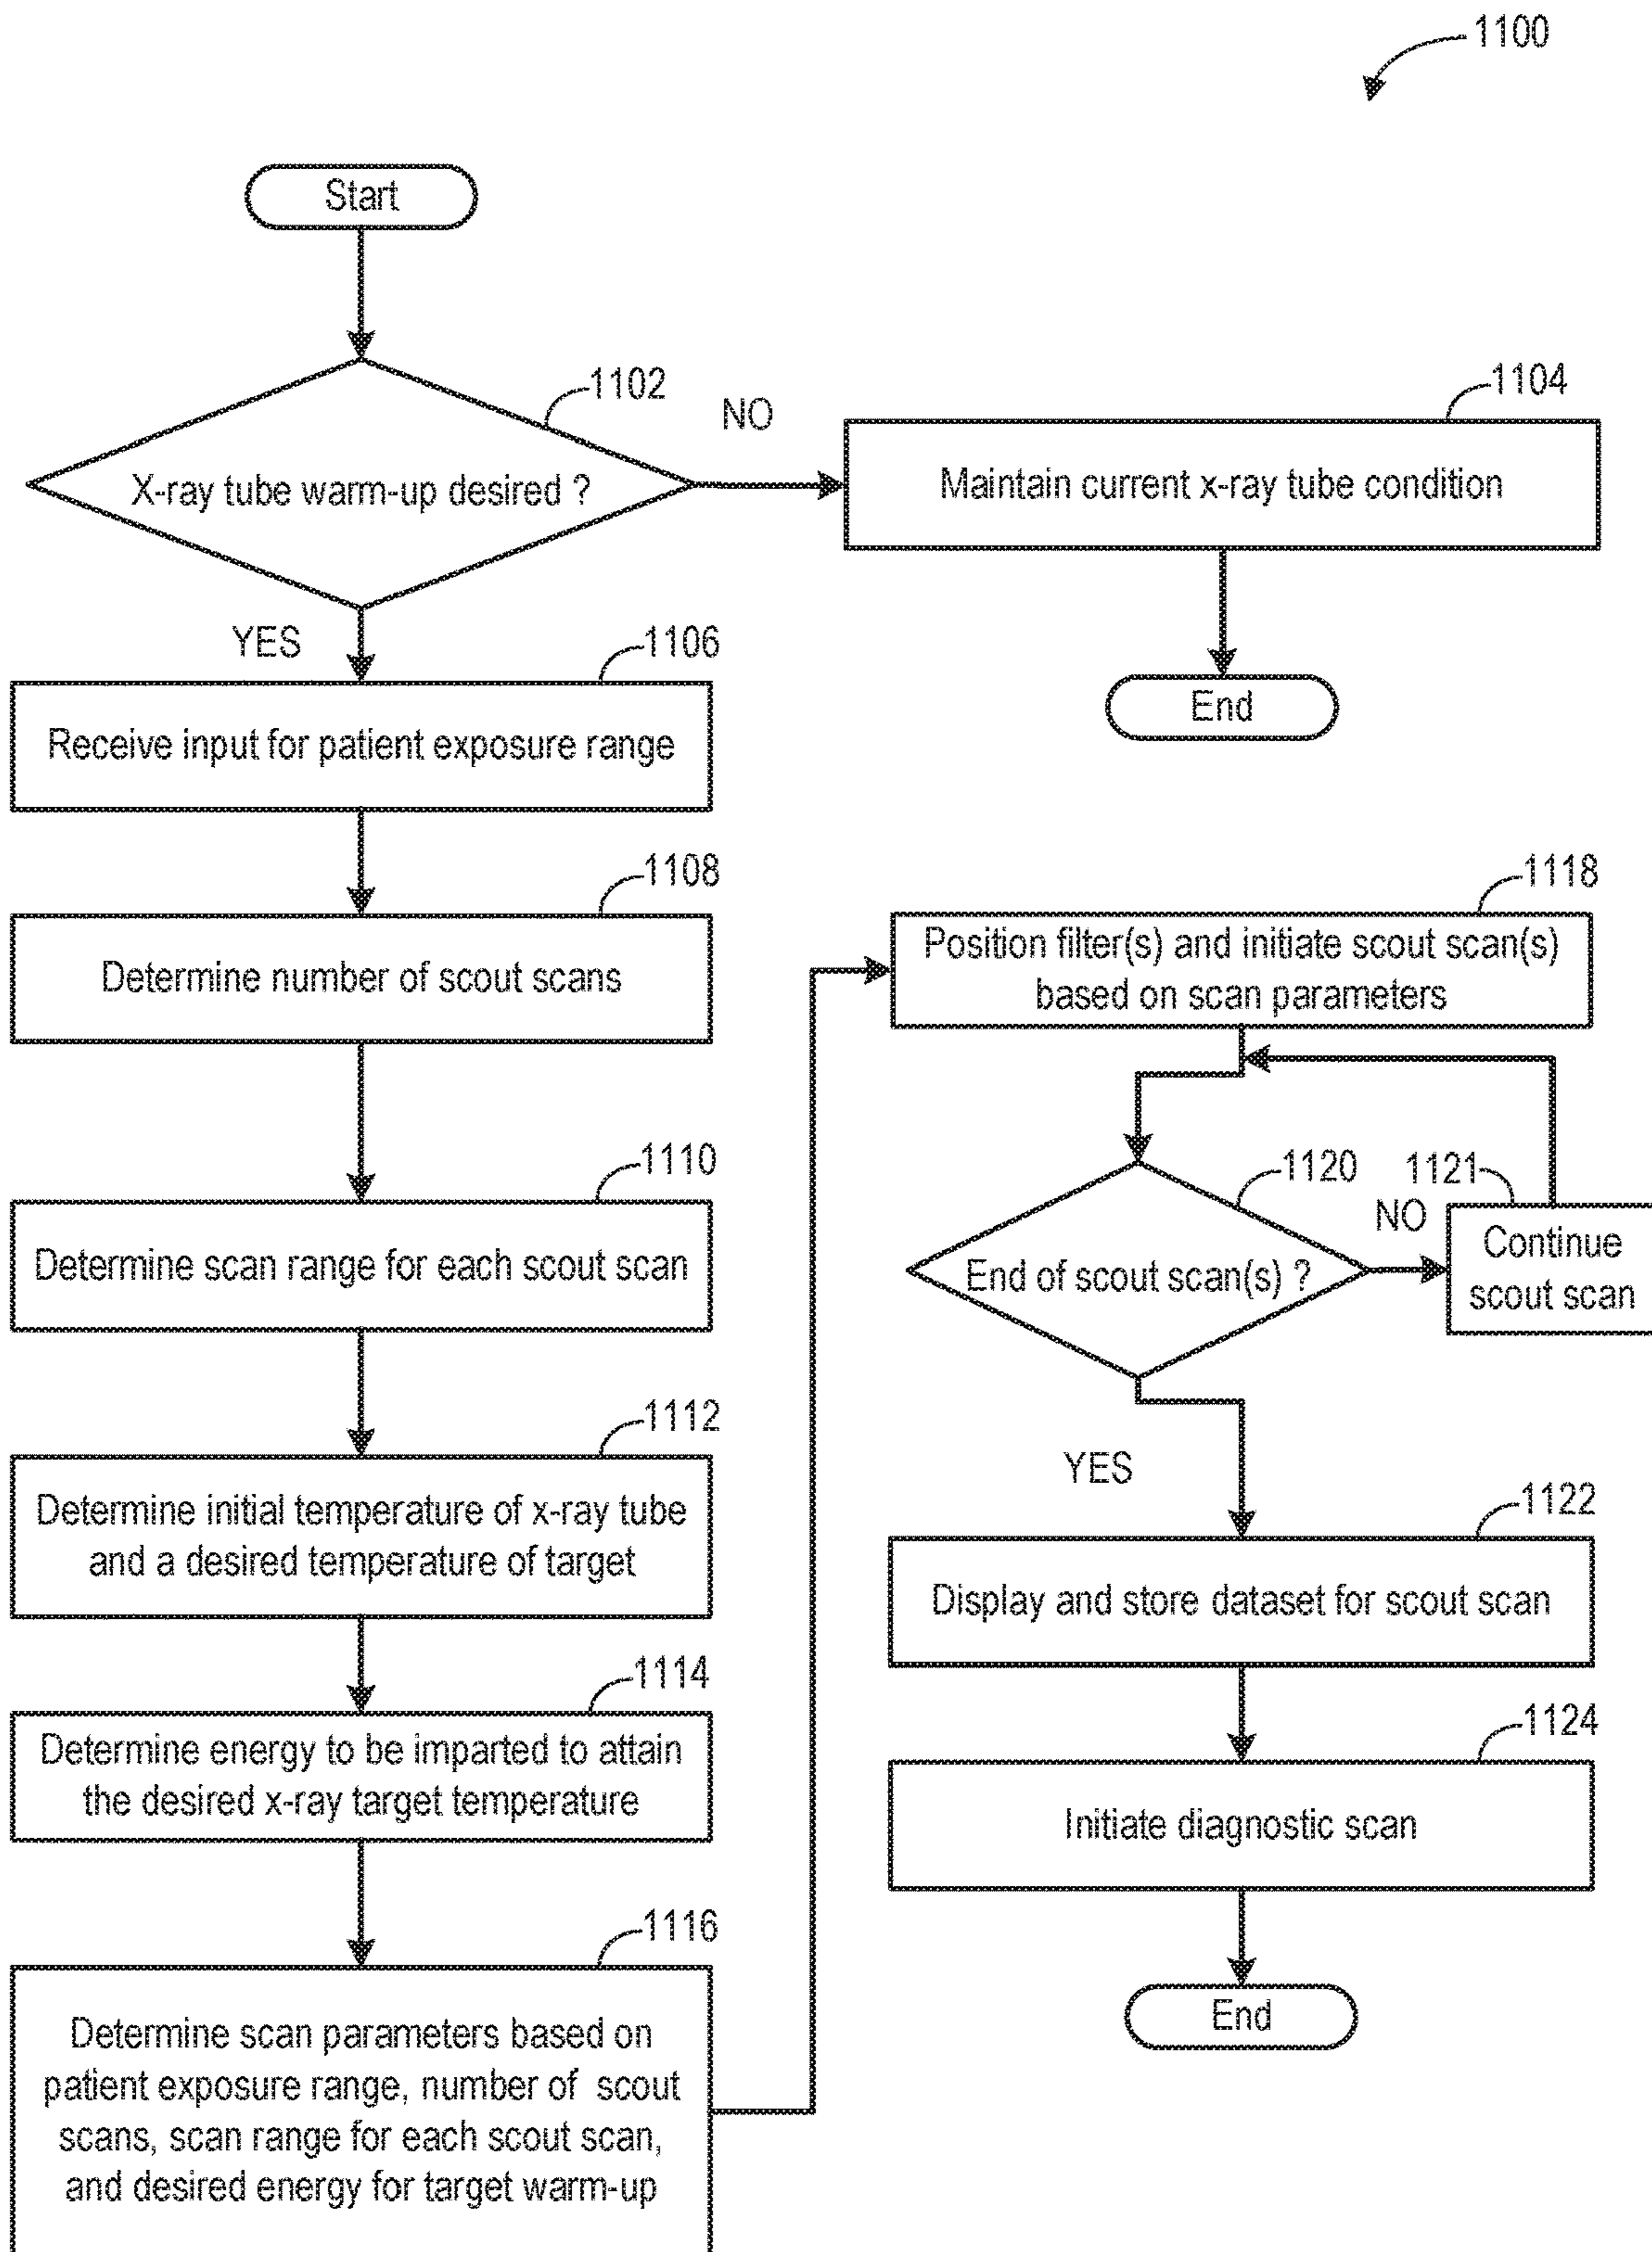 1100
Start
1102
X-ray tube warm-up desired ?
NO
1104
Maintain current x-ray tube condition
End
YES
1106
Receive input for patient exposure range
1108
Determine number of scout scans
1110
Determine scan range for each scout scan
1112
Determine initial temperature of x-ray tube
and a desired temperature of target
1114
Determine energy to be imparted to attain
the desired x-ray target temperature
1116
Determine scan parameters based on
patient exposure range, number of scout
scans, scan range for each scout scan,
and desired energy for target warm-up
1118
Position filter(s) and initiate scout scan(s)
based on scan parameters
1120
End of scout scan(s) ?
NO
1121
Continue
scout scan
YES
1122
Display and store dataset for scout scan
1124
Initiate diagnostic scan
End